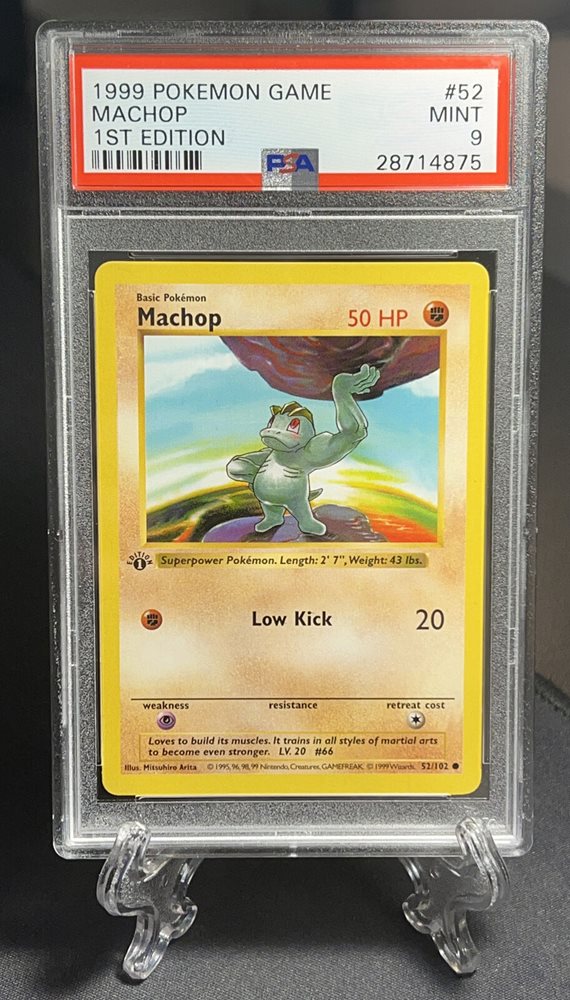 1999 POKEMON GAME #52
MACHOP MINT
1ST EDITION 9
PSA 28714875
Basic Pokémon
Machop 50 HP
EDITION 1
Superpower Pokémon. Length: 2' 7", Weight: 43 lbs.
Low Kick 20
weakness resistance retreat cost
Loves to build its muscles. It trains in all styles of martial arts
to become even stronger. LV. 20 #66
Illus. Mitsuhiro Arita ©1995, 96, 98, 99 Nintendo, Creatures, GAMEFREAK. ©1999 Wizards. 52/102